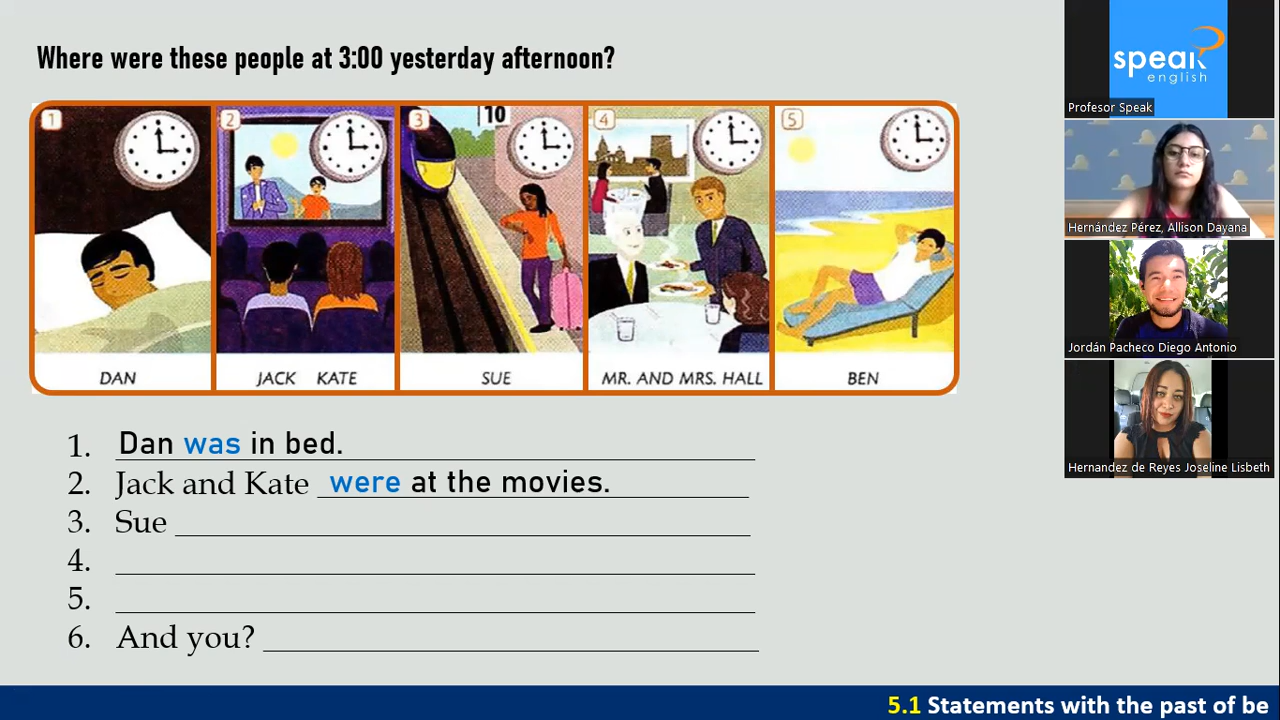 Where were these people at 3:00 yesterday afternoon?
1 2 3 10 4 5
DAN JACK KATE SUE MR. AND MRS. HALL BEN
1. Dan was in bed.
2. Jack and Kate were at the movies.
3. Sue
4.
5.
6. And you?
5.1 Statements with the past of be
speak
english
Profesor Speak
Hernández Pérez, Allison Dayana
Jordán Pacheco Diego Antonio
Hernandez de Reyes Joseline Lisbeth